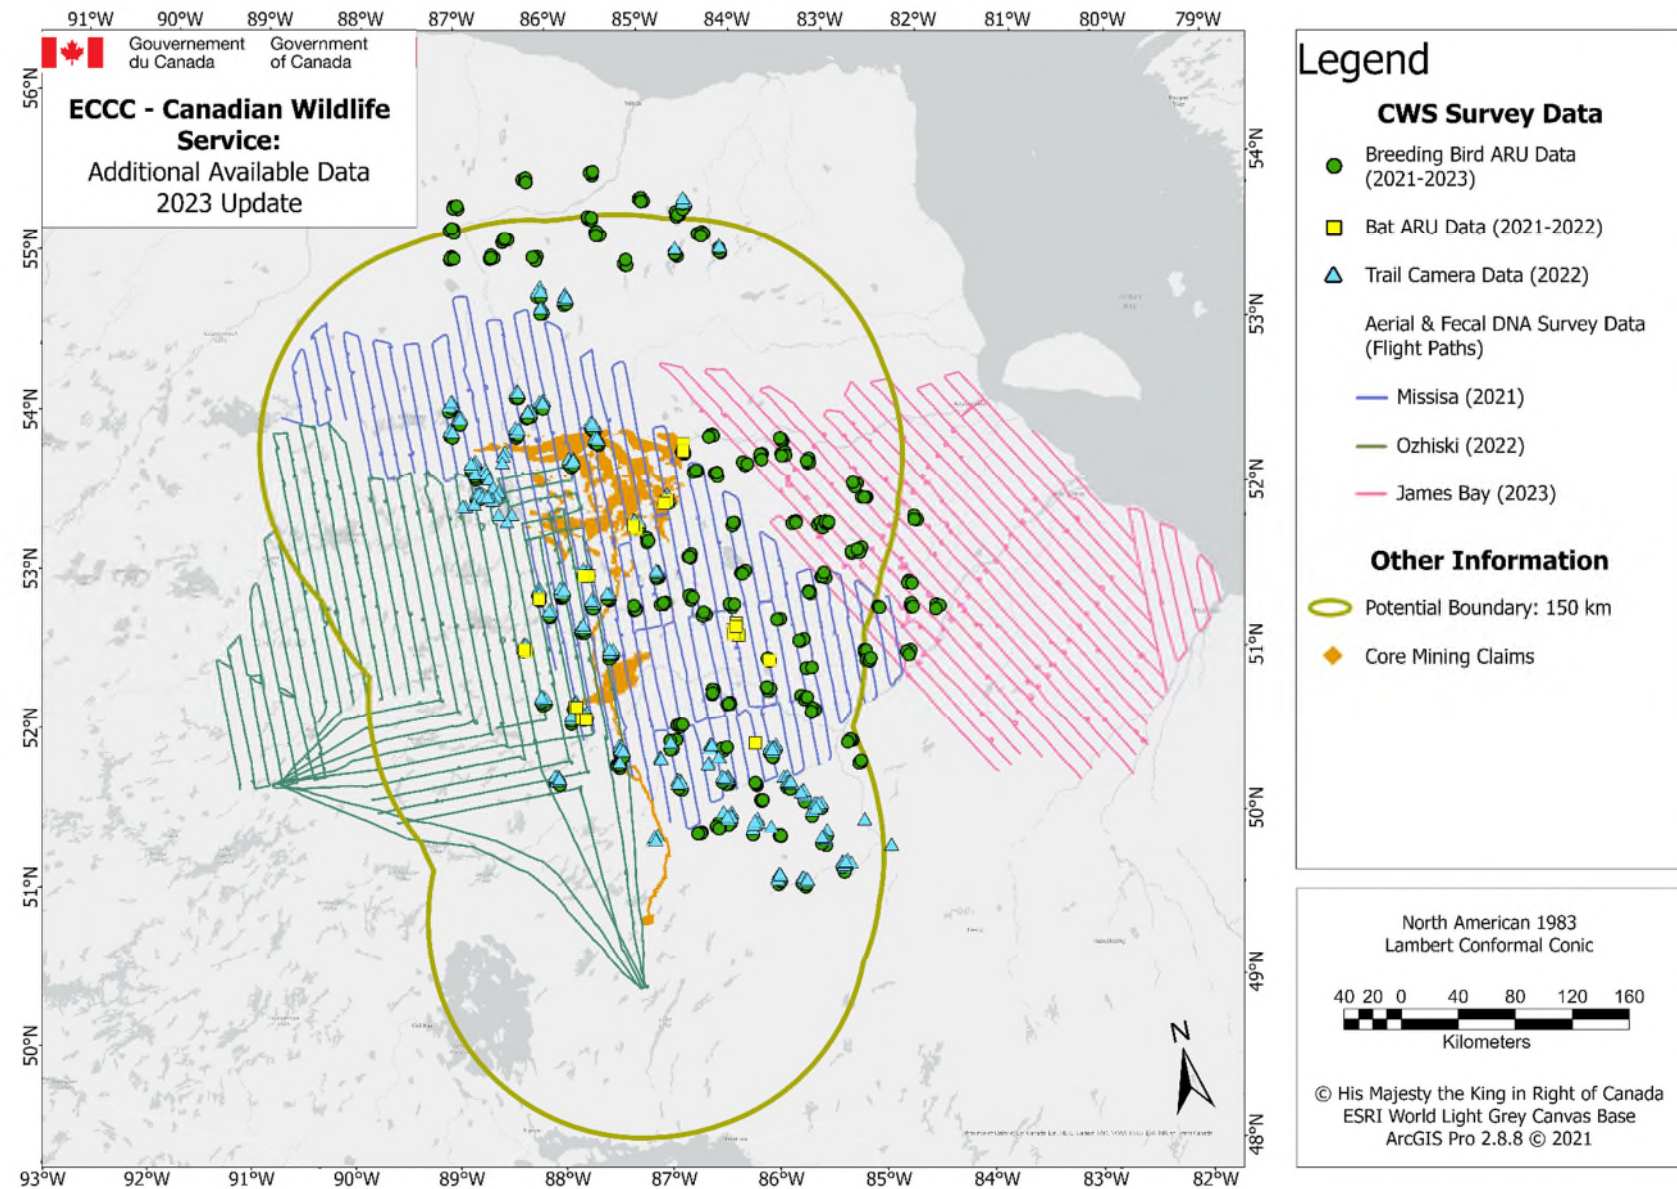 91°W 90°W 89°W 88°W 87°W 86°W 85°W 84°W 83°W 82°W 81°W 80°W 79°W
Gouvernement du Canada
Government of Canada
ECCC - Canadian Wildlife
Service:
Additional Available Data
2023 Update
56°N
55°N
54°N
53°N
52°N
51°N
50°N
54°N
53°N
52°N
51°N
50°N
49°N
48°N
93°W 92°W 91°W 90°W 89°W 88°W 87°W 86°W 85°W 84°W 83°W 82°W
N
Legend
CWS Survey Data
Breeding Bird ARU Data
(2021-2023)
Bat ARU Data (2021-2022)
Trail Camera Data (2022)
Aerial & Fecal DNA Survey Data
(Flight Paths)
Missisa (2021)
Ozhiski (2022)
James Bay (2023)
Other Information
Potential Boundary: 150 km
Core Mining Claims
North American 1983
Lambert Conformal Conic
40 20 0 40 80 120 160
Kilometers
© His Majesty the King in Right of Canada
ESRI World Light Grey Canvas Base
ArcGIS Pro 2.8.8 © 2021